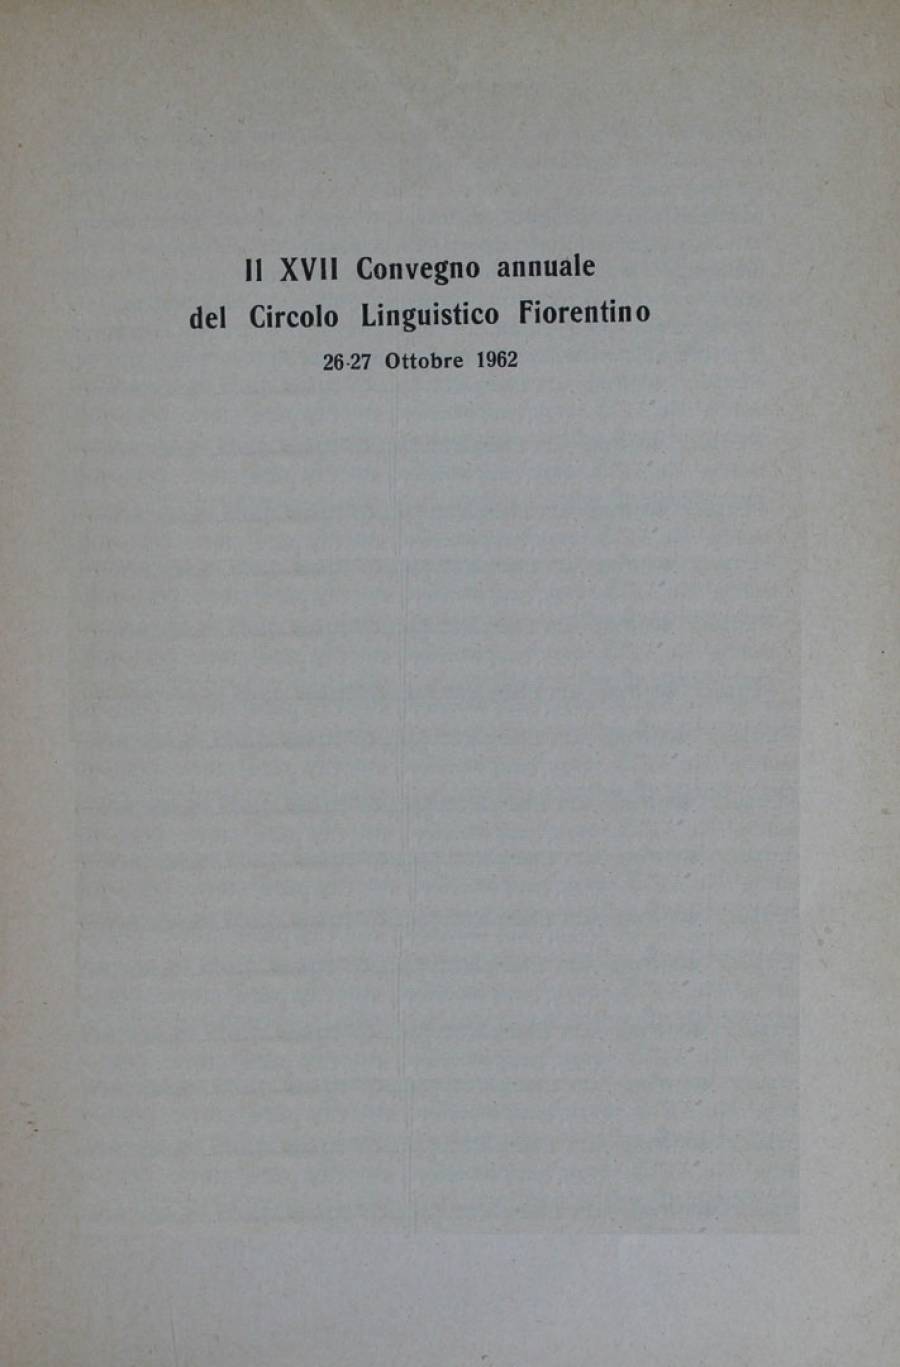 Il XVII Convegno annuale
del Circolo Linguistico Fiorentino
26-27 Ottobre 1962